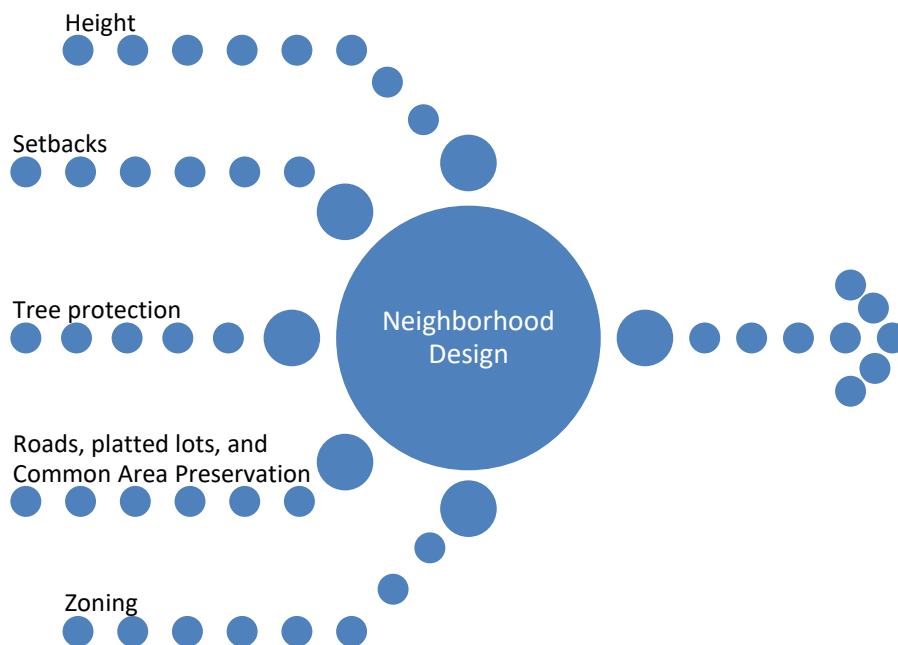 Height
Setbacks
Tree protection
Neighborhood
Design
Roads, platted lots, and
Common Area Preservation
Zoning